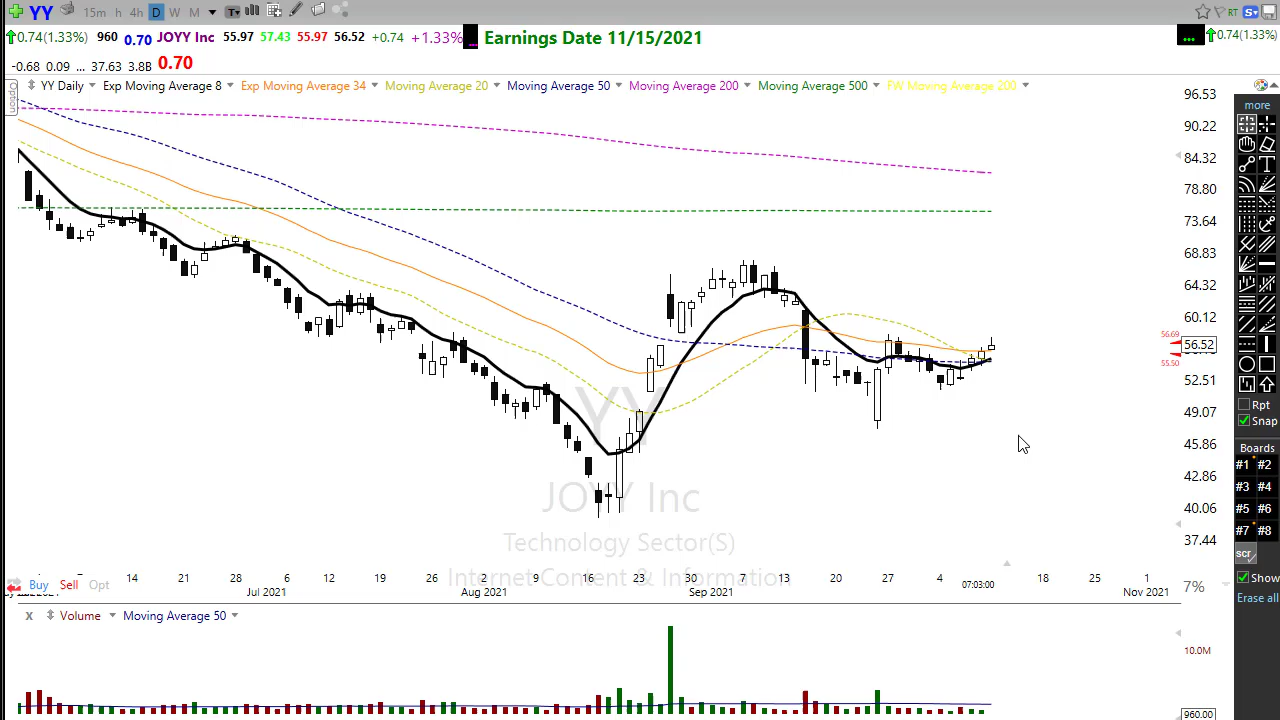 YY 15m h 4h D W M T RT S
0.74(1.33%) 960 0.70 JOYY Inc 55.97 57.43 55.97 56.52 +0.74 +1.33% ... Earnings Date 11/15/2021 ... 0.74(1.33%)
-0.68 0.09 ... 37.63 3.8B 0.70
Option
YY Daily Exp Moving Average 8 Exp Moving Average 34 Moving Average 20 Moving Average 50 Moving Average 200 Moving Average 500 FW Moving Average 200
96.53
90.22
84.32
78.80
73.64
68.83
64.32
60.12
56.69
56.52
55.50
52.51
49.07
45.86
42.86
40.06
37.44
more
T
Rpt
Snap
Boards
#1 #2
#3 #4
#5 #6
#7 #8
scr
Show
Erase all
YY
JOYY Inc
Technology Sector(S)
Internet Content & Information
14 21 28 6 12 19 26 2 9 16 23 30 7 13 20 27 4 07:03:00 18 25 1
Buy Sell Opt
7%
Jul 2021 Aug 2021 Sep 2021 Nov 2021
X Volume Moving Average 50
10.0M
960.00